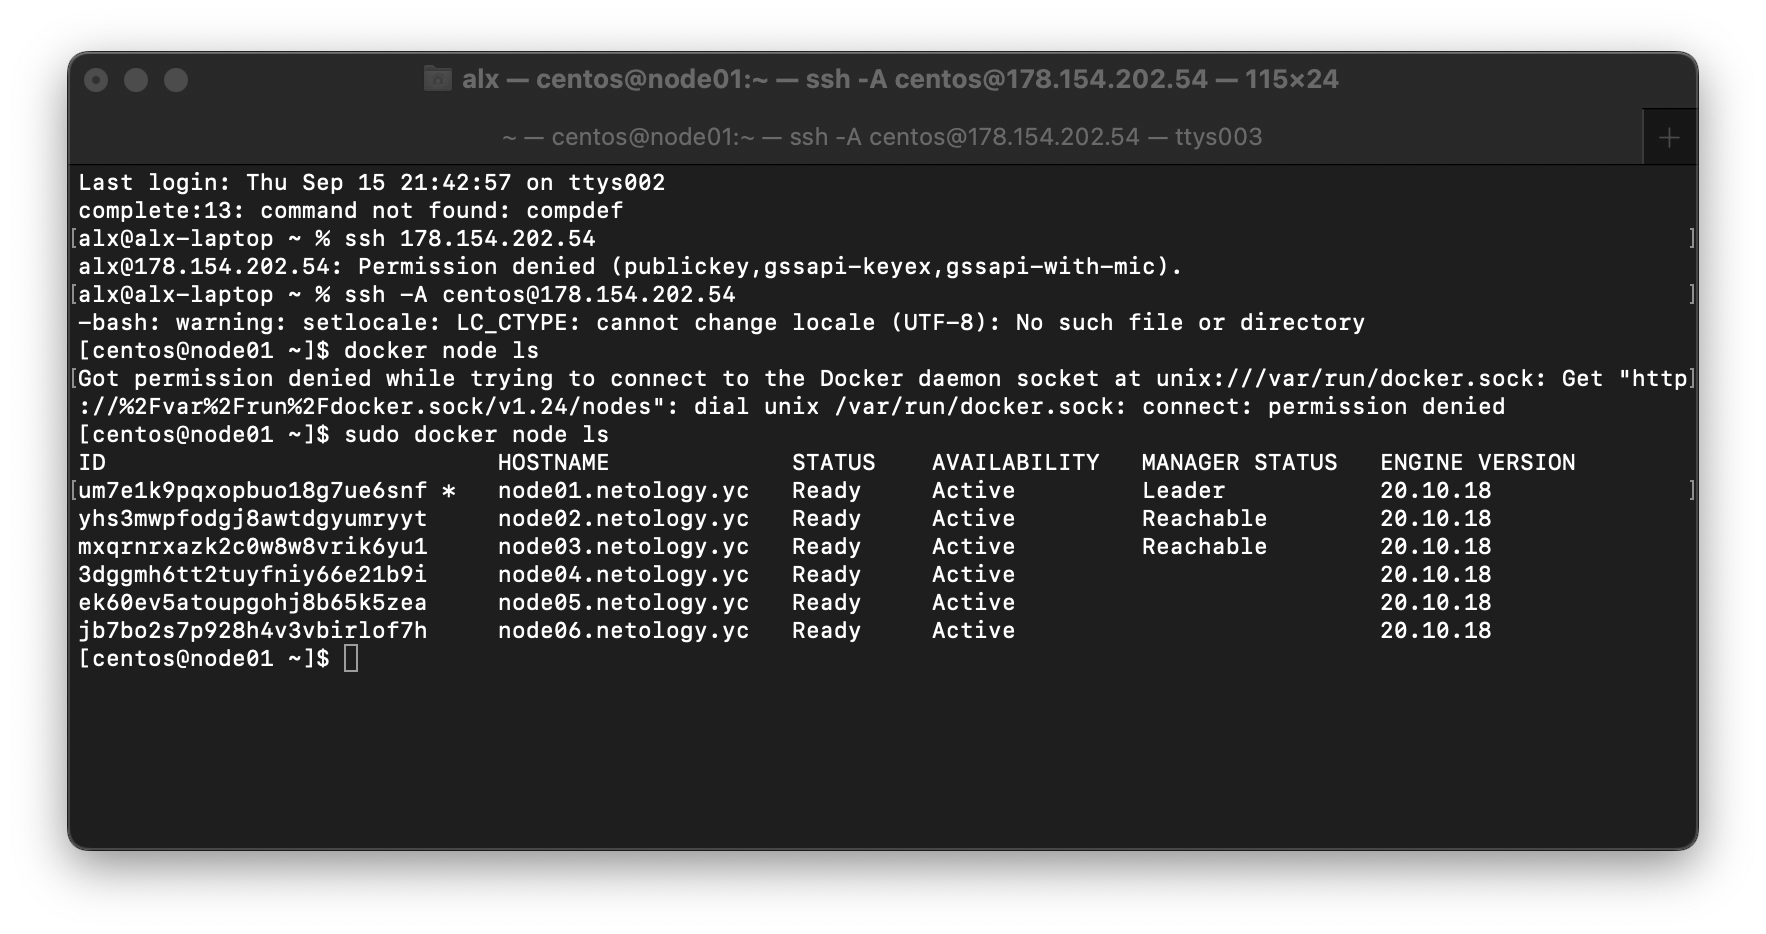 alx — centos@node01:~ — ssh -A centos@178.154.202.54 — 115×24
~ — centos@node01:~ — ssh -A centos@178.154.202.54 — ttys003
+
Last login: Thu Sep 15 21:42:57 on ttys002
complete:13: command not found: compdef
[alx@alx-laptop ~ % ssh 178.154.202.54 ]
alx@178.154.202.54: Permission denied (publickey,gssapi-keyex,gssapi-with-mic).
[alx@alx-laptop ~ % ssh -A centos@178.154.202.54 ]
-bash: warning: setlocale: LC_CTYPE: cannot change locale (UTF-8): No such file or directory
[centos@node01 ~]$ docker node ls
[Got permission denied while trying to connect to the Docker daemon socket at unix:///var/run/docker.sock: Get "http]
://%2Fvar%2Frun%2Fdocker.sock/v1.24/nodes": dial unix /var/run/docker.sock: connect: permission denied
[centos@node01 ~]$ sudo docker node ls
ID HOSTNAME STATUS AVAILABILITY MANAGER STATUS ENGINE VERSION
[um7e1k9pqxopbuo18g7ue6snf * node01.netology.yc Ready Active Leader 20.10.18 ]
yhs3mwpfodgj8awtdgyumryyt node02.netology.yc Ready Active Reachable 20.10.18
mxqrnrxazk2c0w8w8vrik6yu1 node03.netology.yc Ready Active Reachable 20.10.18
3dggmh6tt2tuyfniy66e21b9i node04.netology.yc Ready Active 20.10.18
ek60ev5atoupgohj8b65k5zea node05.netology.yc Ready Active 20.10.18
jb7bo2s7p928h4v3vbirlof7h node06.netology.yc Ready Active 20.10.18
[centos@node01 ~]$